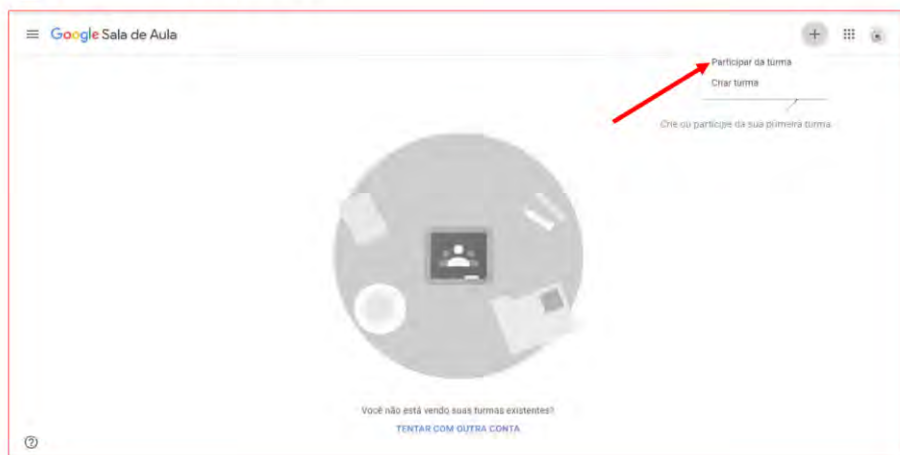 Google Sala de Aula
Participar da turma
Criar turma
Crie ou participe da sua primeira turma.
Você não está vendo suas turmas existentes?
TENTAR COM OUTRA CONTA